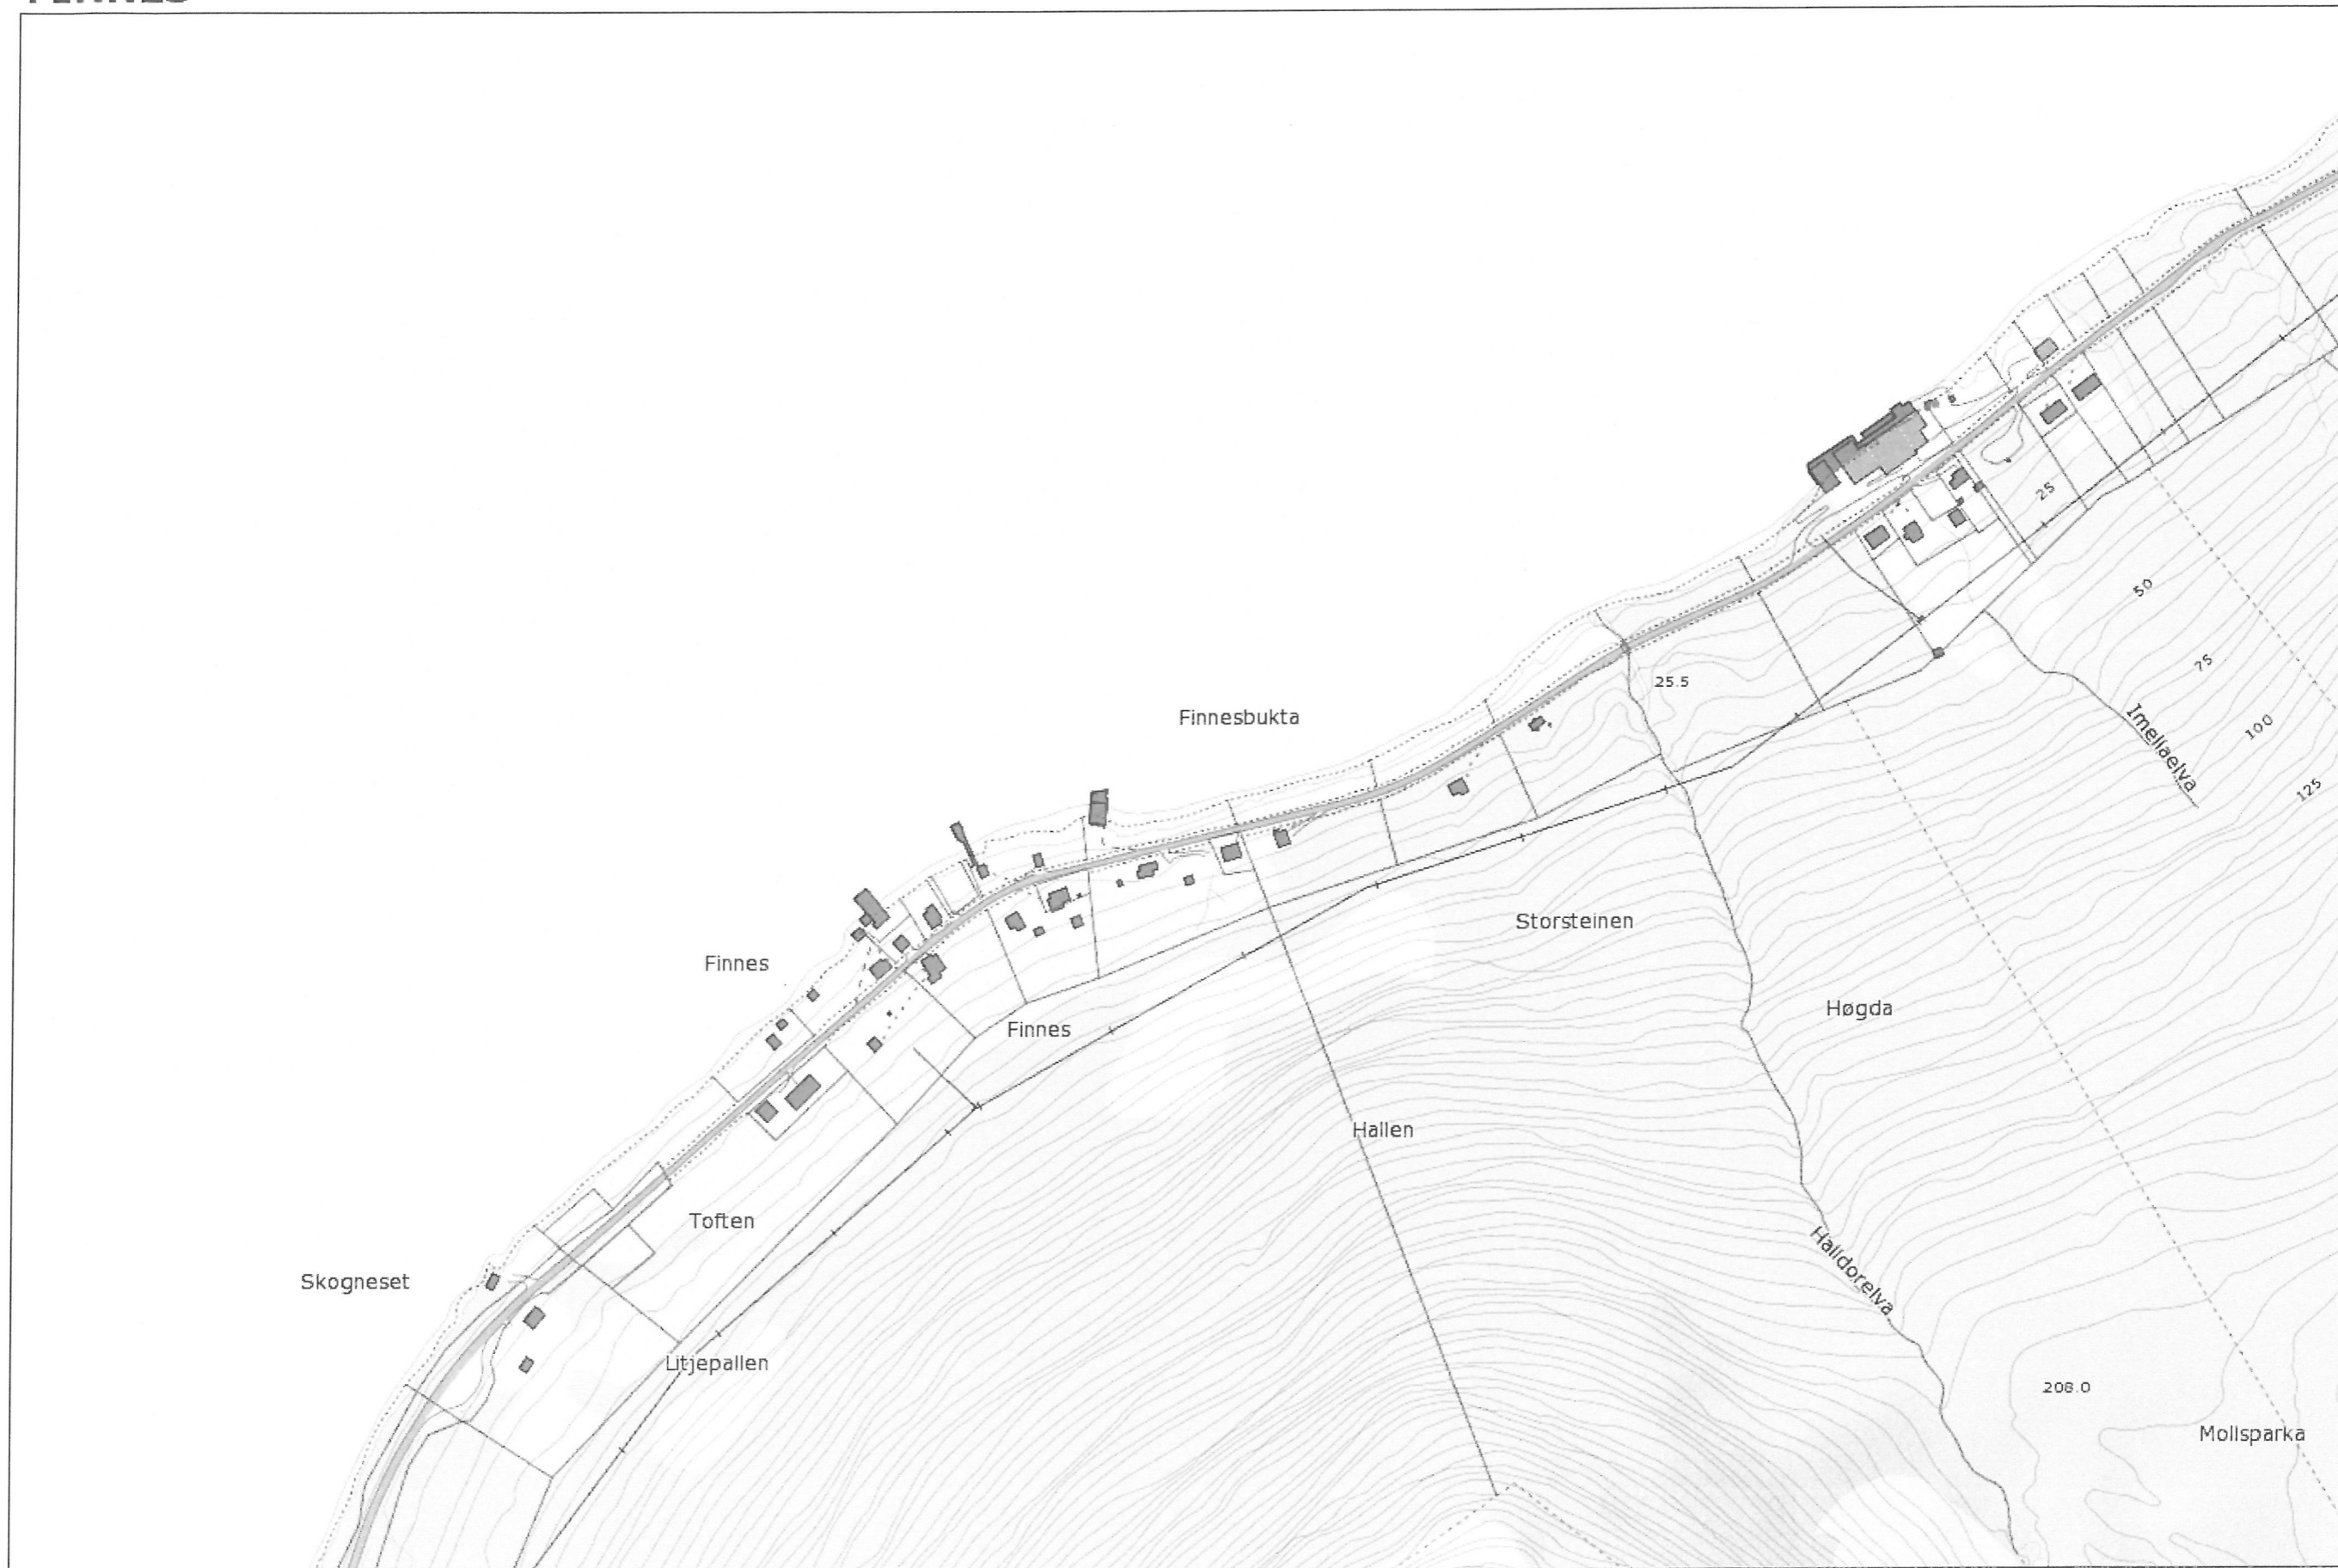 25
50
25.5
75
Finnesbukta
100
Imellaelva
125
Storsteinen
Finnes
Høgda
Finnes
Hallen
Toften
Skogneset
Halldorelva
Litjepallen
208.0
Mollsparka